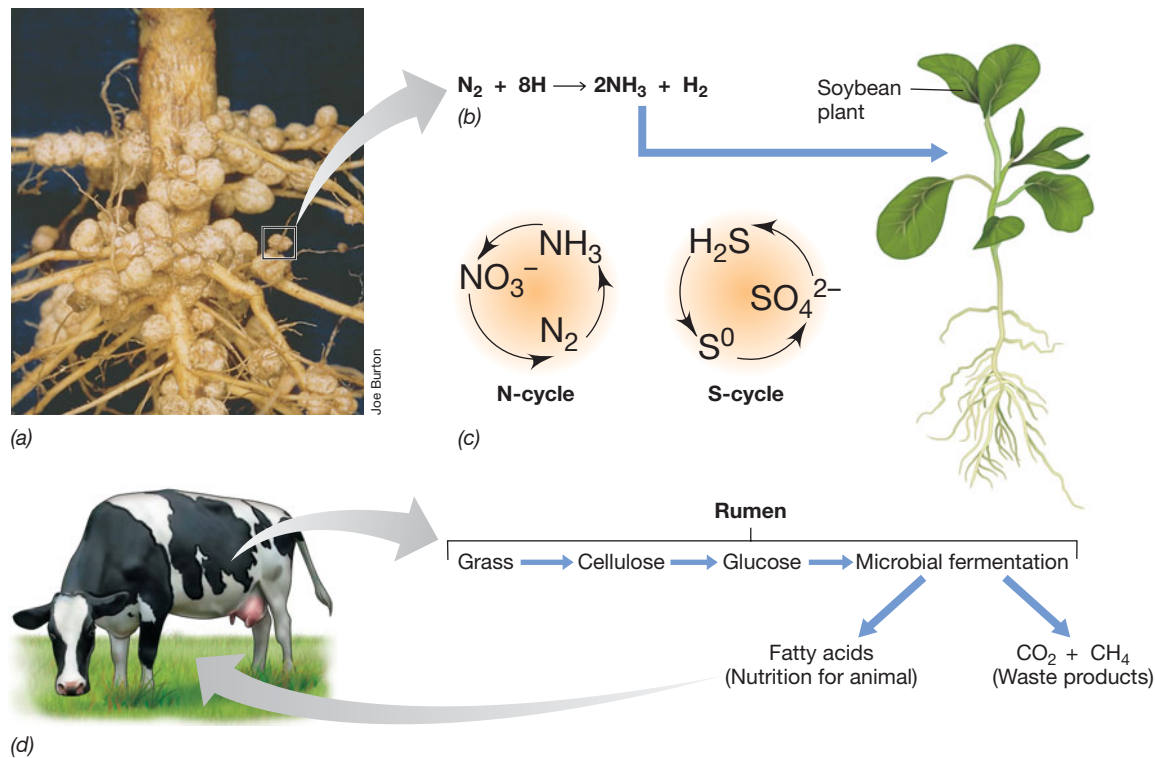 N₂ + 8H ⟶ 2NH₃ + H₂
(b)
Soybean
plant
Joe Burton
(a)
NH₃
NO₃⁻
N₂
N-cycle
H₂S
SO₄²⁻
S⁰
S-cycle
(c)
Rumen
Grass
Cellulose
Glucose
Microbial fermentation
Fatty acids
(Nutrition for animal)
CO₂ + CH₄
(Waste products)
(d)